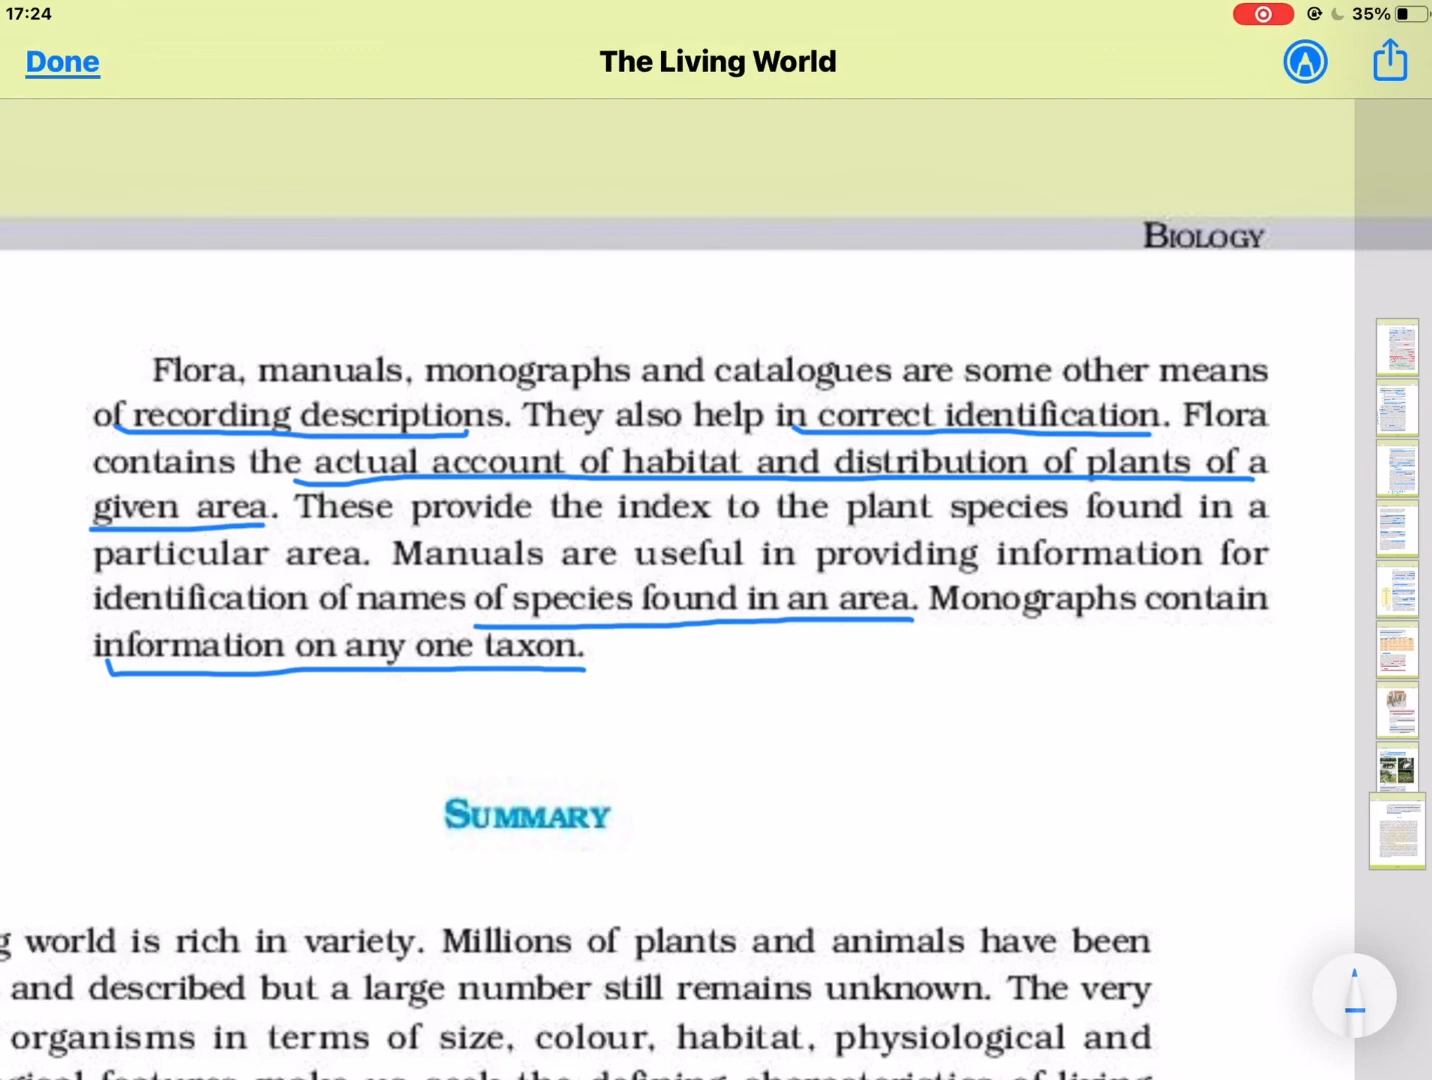 17:24
35%
Done
The Living World
BIOLOGY
Flora, manuals, monographs and catalogues are some other means
of recording descriptions. They also help in correct identification. Flora
contains the actual account of habitat and distribution of plants of a
given area. These provide the index to the plant species found in a
particular area. Manuals are useful in providing information for
identification of names of species found in an area. Monographs contain
information on any one taxon.
SUMMARY
world is rich in variety. Millions of plants and animals have been
and described but a large number still remains unknown. The very
organisms in terms of size, colour, habitat, physiological and